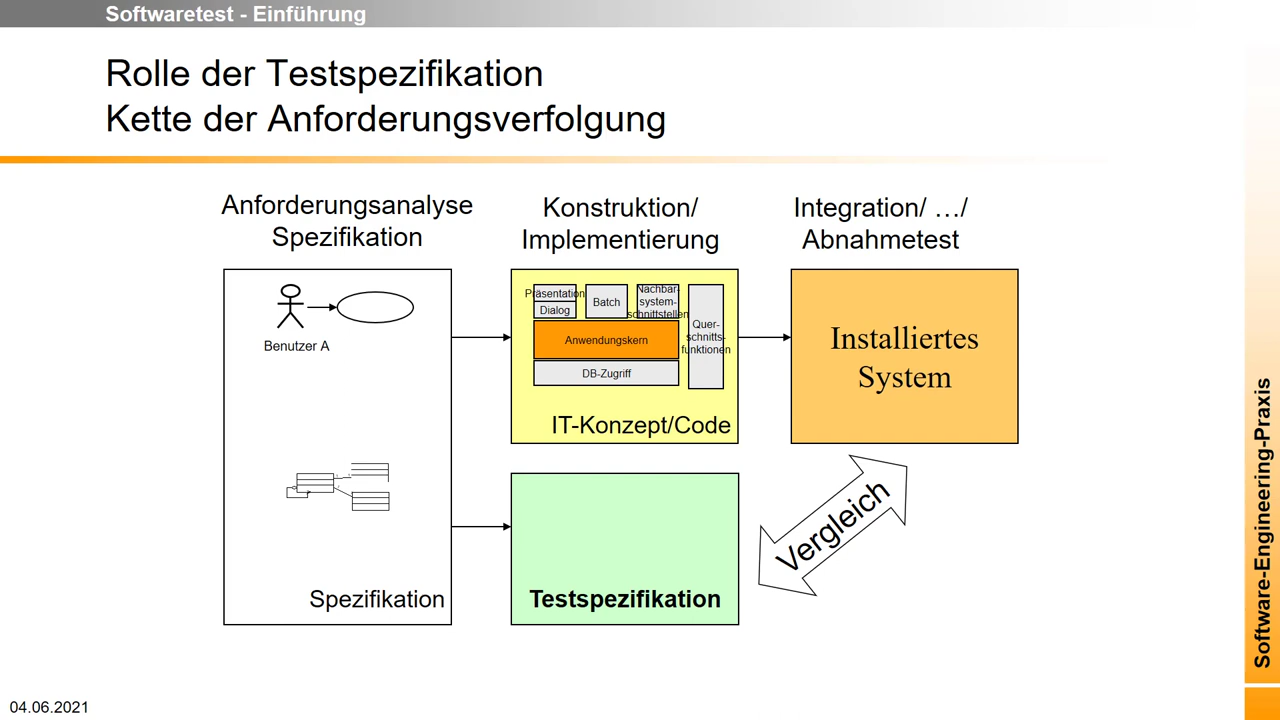 Softwaretest - Einführung
Rolle der Testspezifikation
Kette der Anforderungsverfolgung
Anforderungsanalyse
Spezifikation
Konstruktion/
Implementierung
Integration/ …/
Abnahmetest
Benutzer A
Spezifikation
Präsentation
Dialog
Batch
Nachbar-
system-
schnittstellen
Quer-
schnitts-
funktionen
Anwendungskern
DB-Zugriff
IT-Konzept/Code
Installiertes
System
Testspezifikation
Vergleich
Software-Engineering-Praxis
04.06.2021